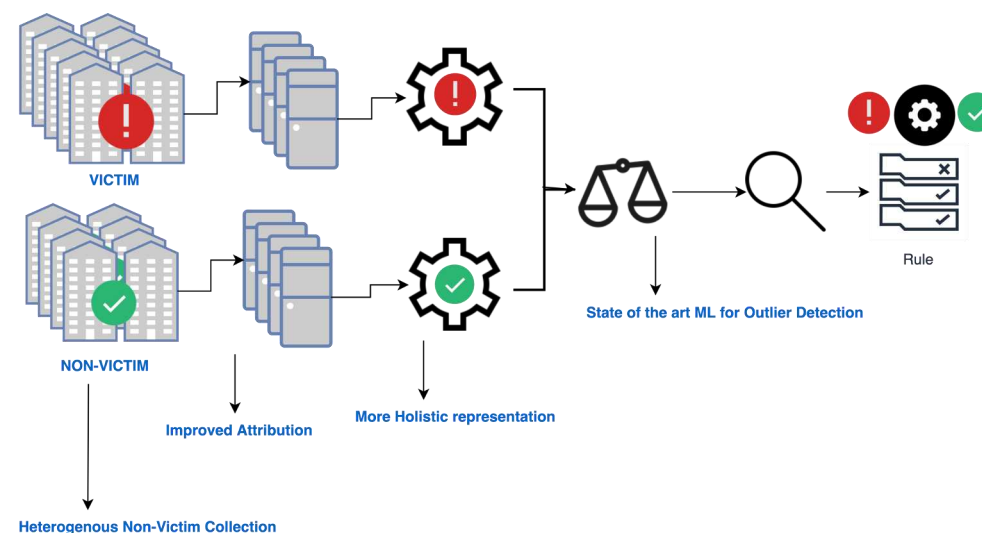 VICTIM
NON-VICTIM
Rule
State of the art ML for Outlier Detection
More Holistic representation
Improved Attribution
Heterogenous Non-Victim Collection